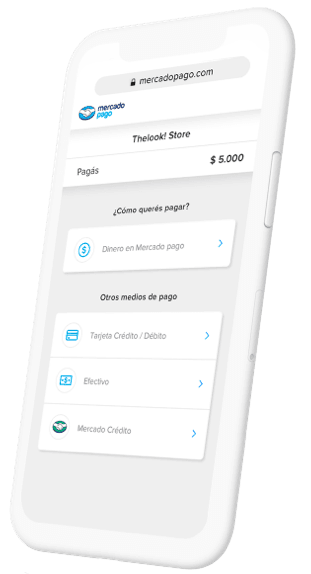 mercadopago.com
mercado
pago
Thelook! Store
Pagás $ 5.000
¿Cómo querés pagar?
Dinero en Mercado pago
Otros medios de pago
Tarjeta Crédito / Débito
Efectivo
Mercado Crédito